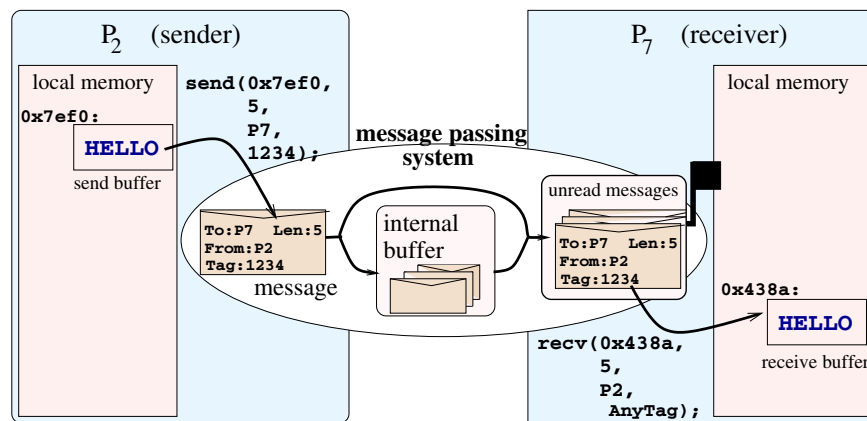 P2 (sender)
local memory
0x7ef0:
HELLO
send buffer
send(0x7ef0,
5,
P7,
1234);
message passing
system
To:P7 Len:5
From:P2
Tag:1234
message
internal
buffer
unread messages
To:P7 Len:5
From:P2
Tag:1234
P7 (receiver)
local memory
0x438a:
HELLO
receive buffer
recv(0x438a,
5,
P2,
AnyTag);